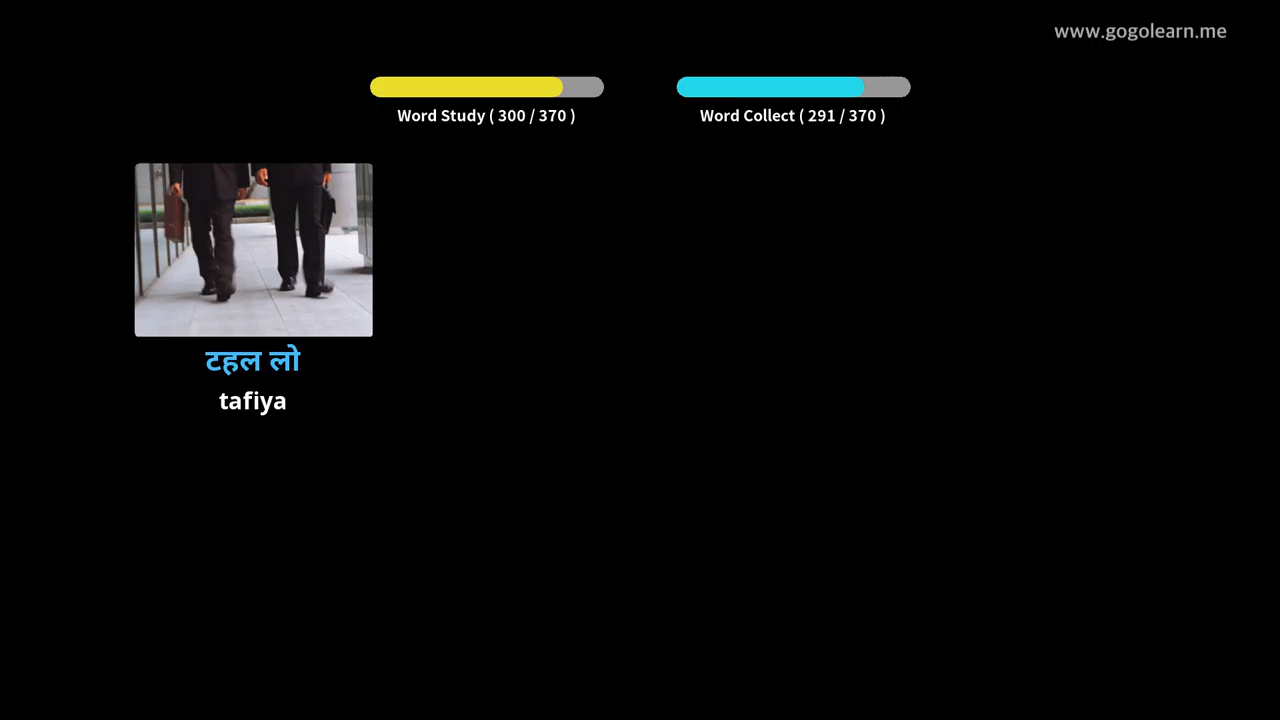 www.gogolearn.me
Word Study ( 300 / 370 )
Word Collect ( 291 / 370 )
टहल लो
tafiya